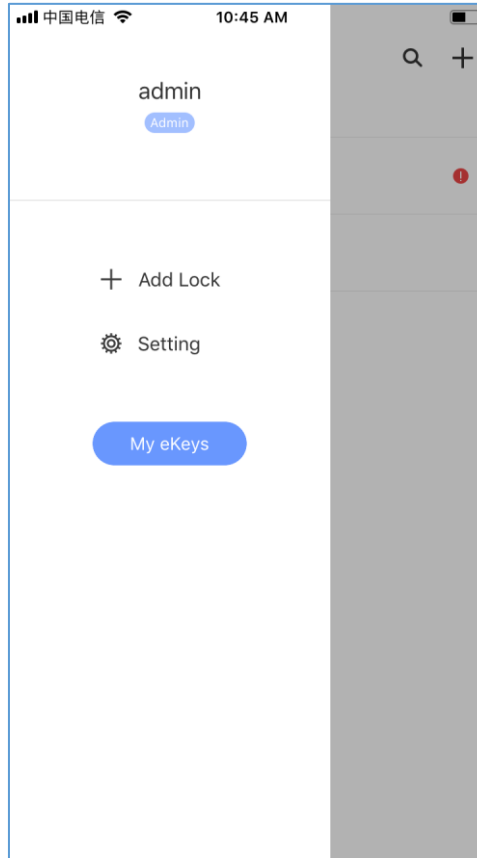 中国电信 10:45 AM
admin
Admin
Add Lock
Setting
My eKeys